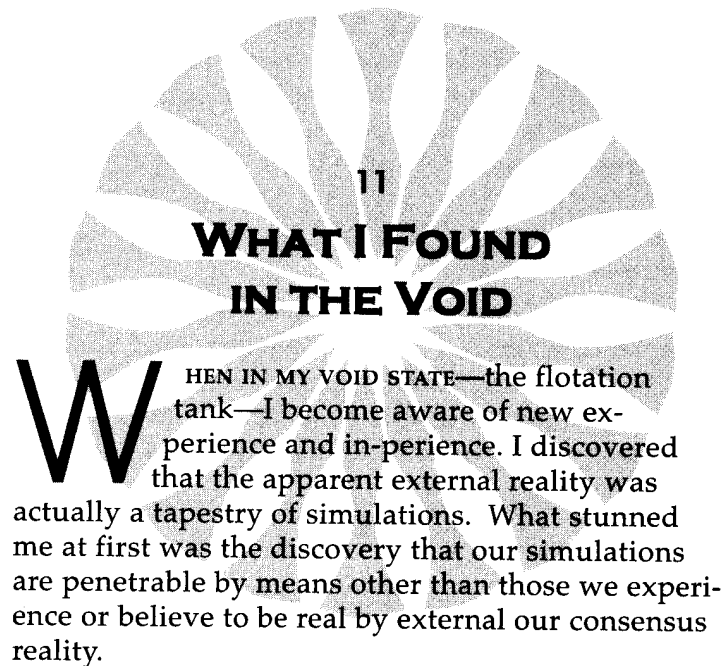 11
WHAT I FOUND
IN THE VOID
WHEN IN MY VOID STATE—the flotation
tank—I become aware of new ex-
perience and in-perience. I discovered
that the apparent external reality was
actually a tapestry of simulations. What stunned
me at first was the discovery that our simulations
are penetrable by means other than those we experi-
ence or believe to be real by external our consensus
reality.